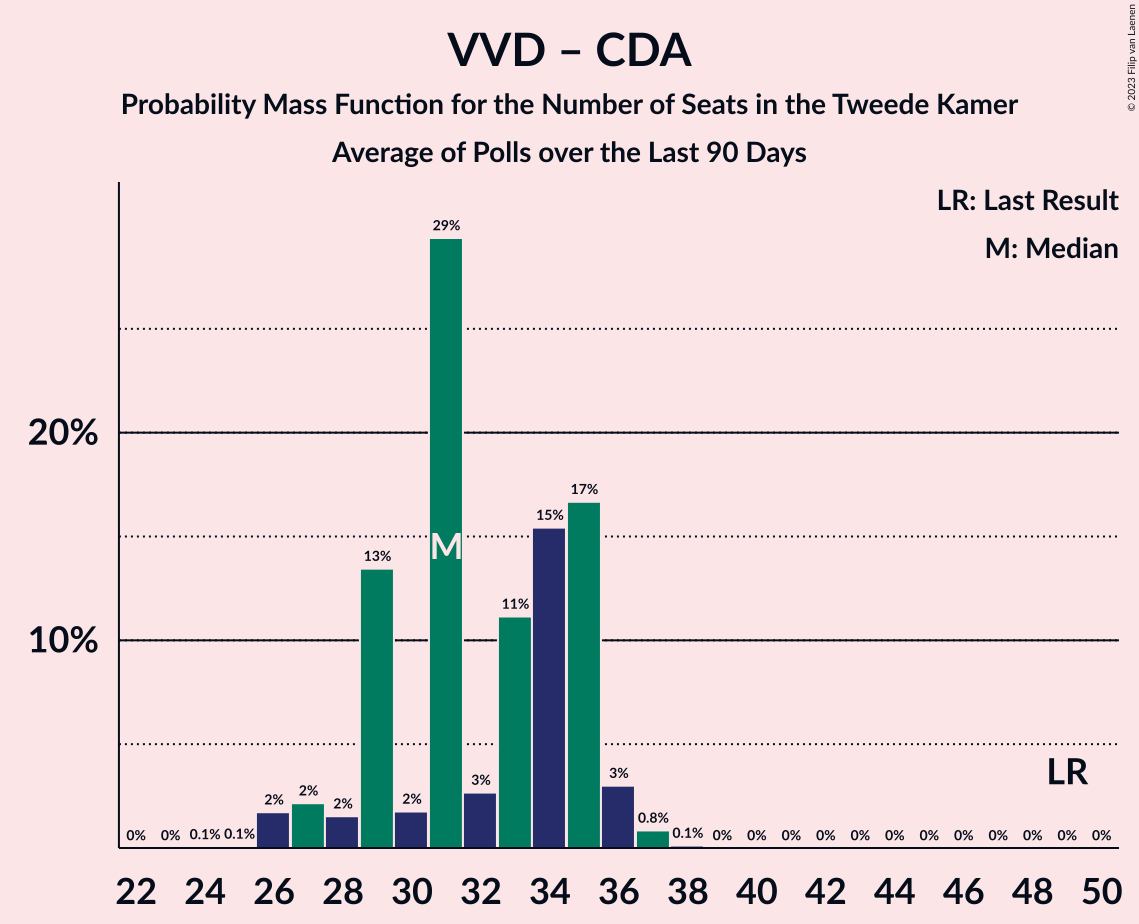 VVD – CDA
Probability Mass Function for the Number of Seats in the Tweede Kamer
Average of Polls over the Last 90 Days
© 2023 Filip van Laenen
LR: Last Result
M: Median
20%
10%
0% 0% 0.1% 0.1% 2% 2% 2% 13% 2% 29% 3% 11% 15% 17% 3% 0.8% 0.1% 0% 0% 0% 0% 0% 0% 0% 0% 0% 0% 0% 0%
M
LR
22 24 26 28 30 32 34 36 38 40 42 44 46 48 50